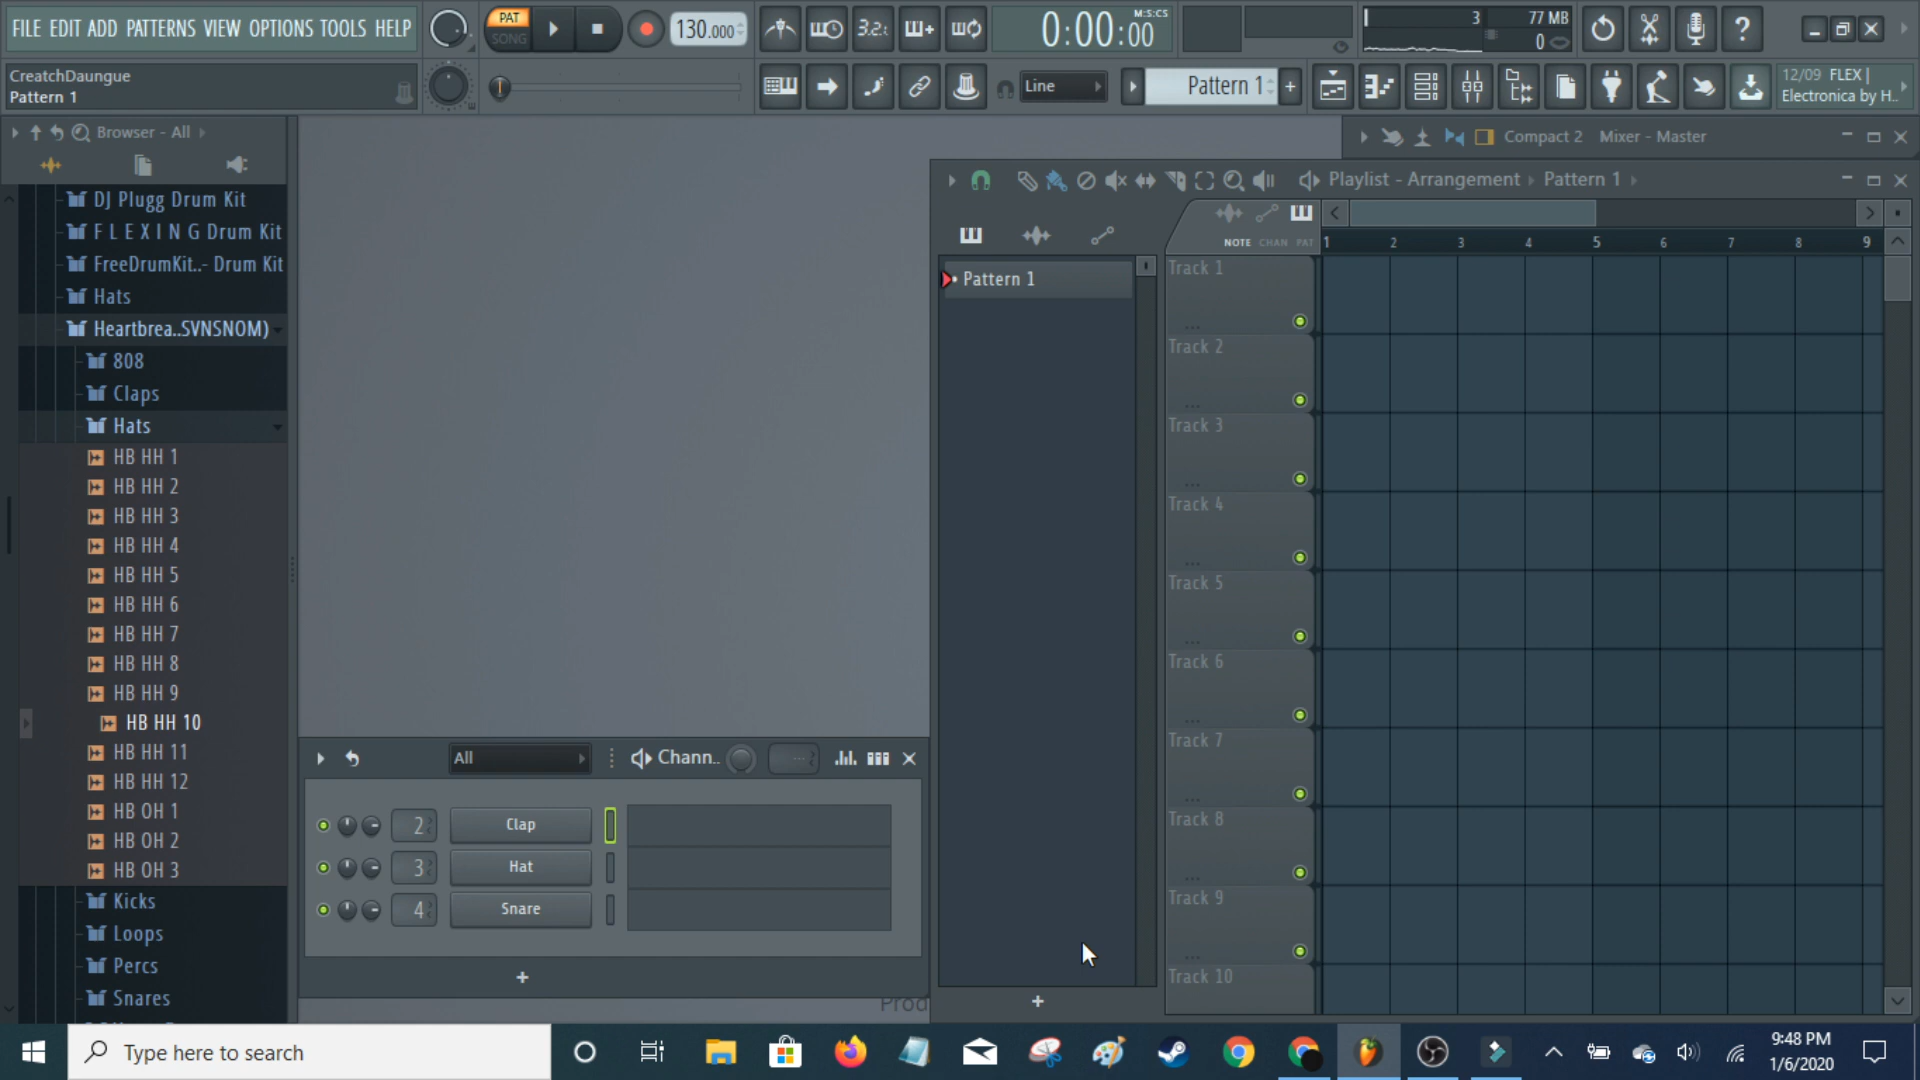 FILE EDIT ADD PATTERNS VIEW OPTIONS TOOLS HELP
PAT
SONG
130.000
3.2:
0:00:00
M:S:CS
3
77 MB
0
CreatchDaungue
Pattern 1
Line
Pattern 1
12/09 FLEX |
Electronica by H..
Browser - All
Compact 2 Mixer - Master
Playlist - Arrangement Pattern 1
NOTE CHAN PAT
1 2 3 4 5 6 7 8 9
Pattern 1
Track 1
Track 2
Track 3
Track 4
Track 5
Track 6
Track 7
Track 8
Track 9
Track 10
DJ Plugg Drum Kit
F L E X I N G Drum Kit
FreeDrumKit..- Drum Kit
Hats
Heartbrea..SVNSNOM)
808
Claps
Hats
HB HH 1
HB HH 2
HB HH 3
HB HH 4
HB HH 5
HB HH 6
HB HH 7
HB HH 8
HB HH 9
HB HH 10
HB HH 11
HB HH 12
HB OH 1
HB OH 2
HB OH 3
Kicks
Loops
Percs
Snares
All
Chann..
2 Clap
3 Hat
4 Snare
Prod
Type here to search
9:48 PM
1/6/2020